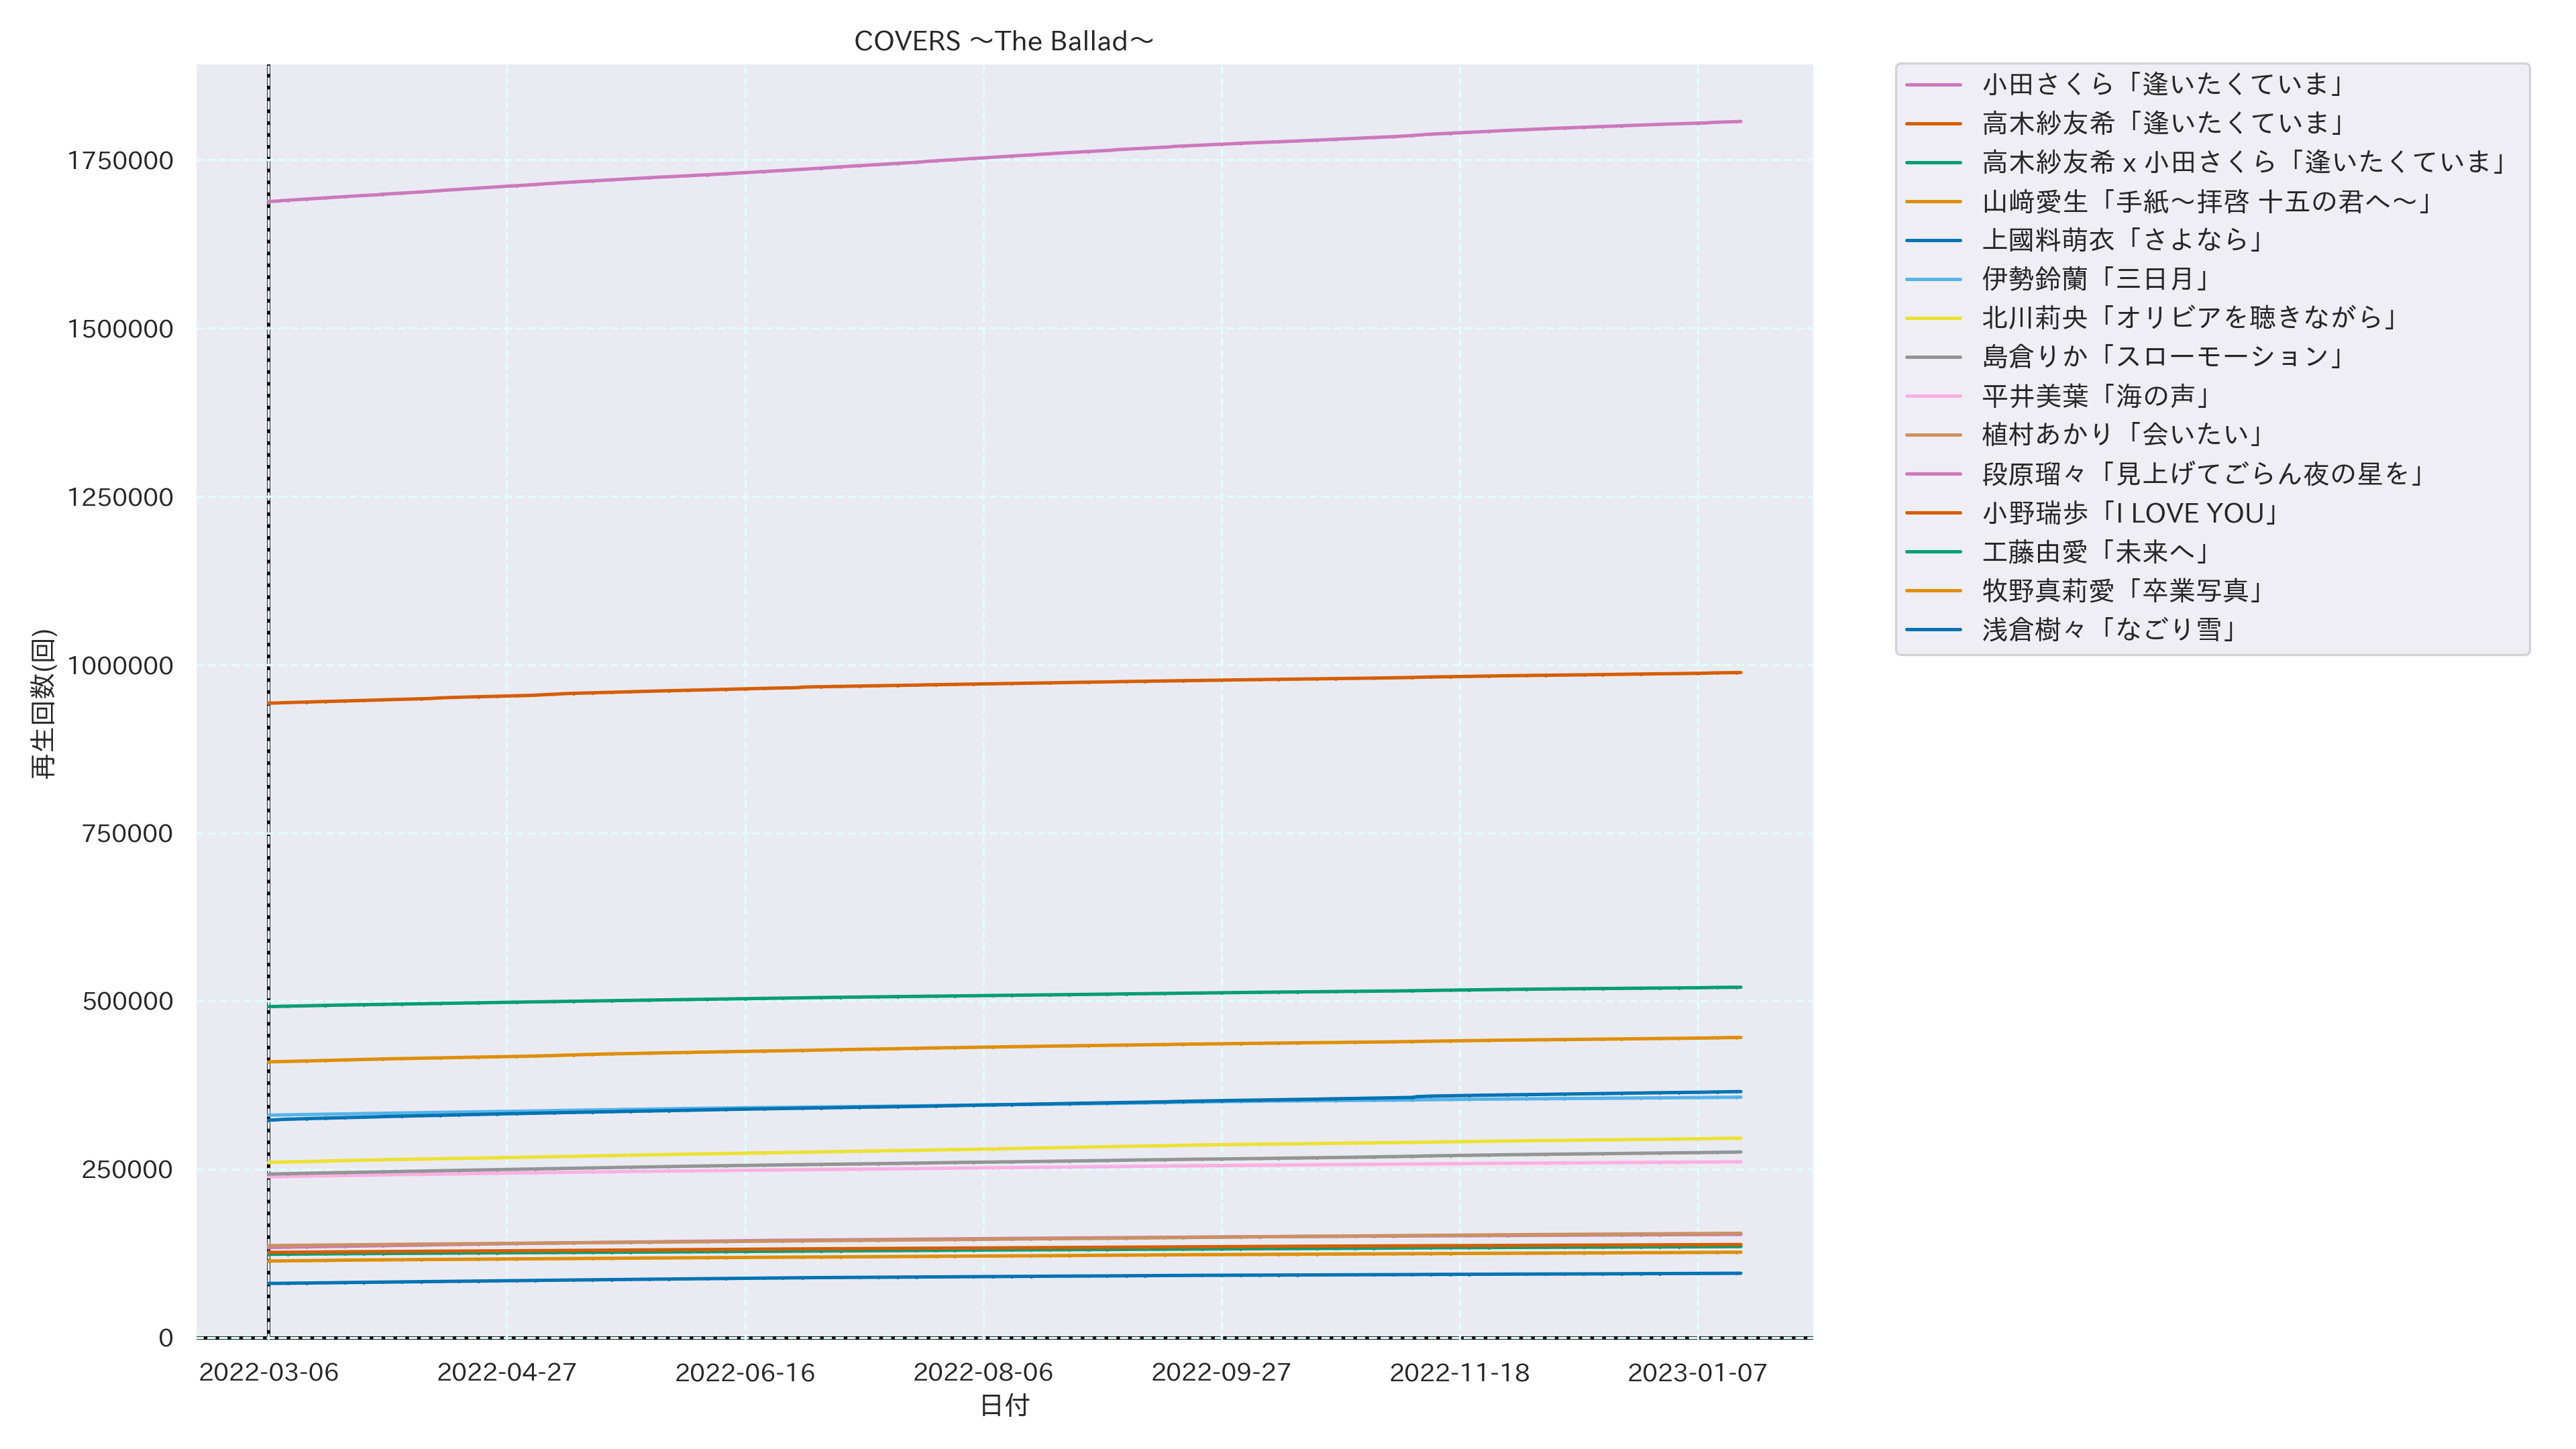 COVERS ～The Ballad～
再生回数(回)
1750000
1500000
1250000
1000000
750000
500000
250000
0
2022-03-06
2022-04-27
2022-06-16
2022-08-06
2022-09-27
2022-11-18
2023-01-07
日付
小田さくら「逢いたくていま」
高木紗友希「逢いたくていま」
高木紗友希 x 小田さくら「逢いたくていま」
山﨑愛生「手紙～拝啓 十五の君へ～」
上國料萌衣「さよなら」
伊勢鈴蘭「三日月」
北川莉央「オリビアを聴きながら」
島倉りか「スローモーション」
平井美葉「海の声」
植村あかり「会いたい」
段原瑠々「見上げてごらん夜の星を」
小野瑞歩「I LOVE YOU」
工藤由愛「未来へ」
牧野真莉愛「卒業写真」
浅倉樹々「なごり雪」